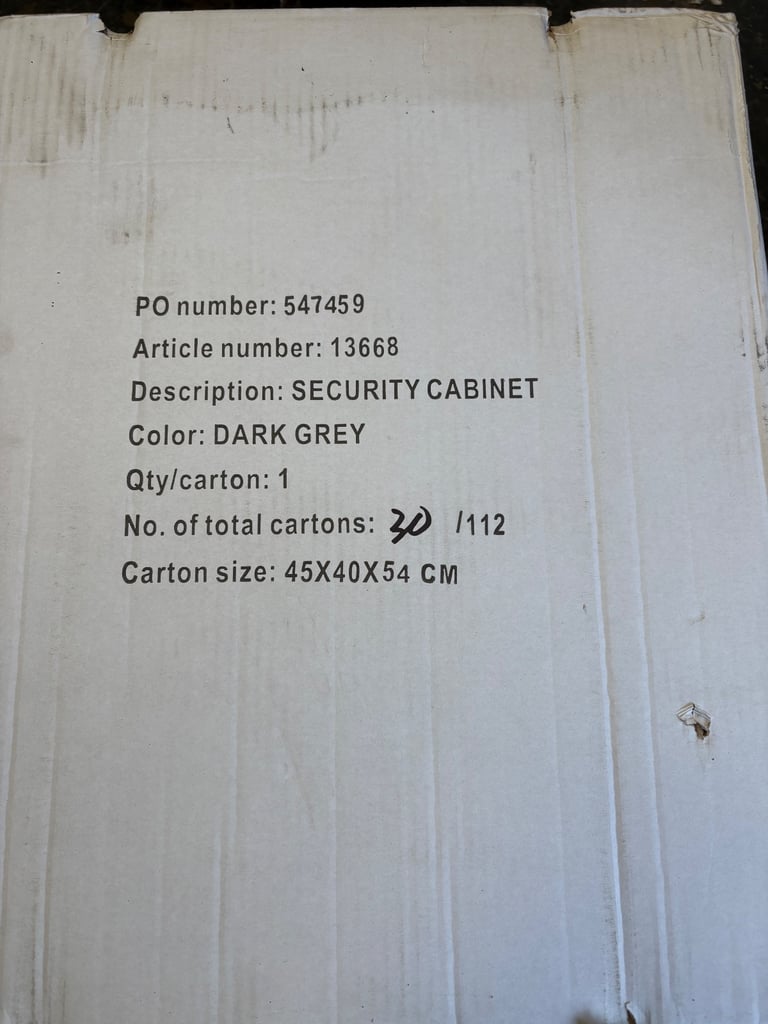 PO number: 547459
Article number: 13668
Description: SECURITY CABINET
Color: DARK GREY
Qty/carton: 1
No. of total cartons: 30 /112
Carton size: 45X40X54 CM